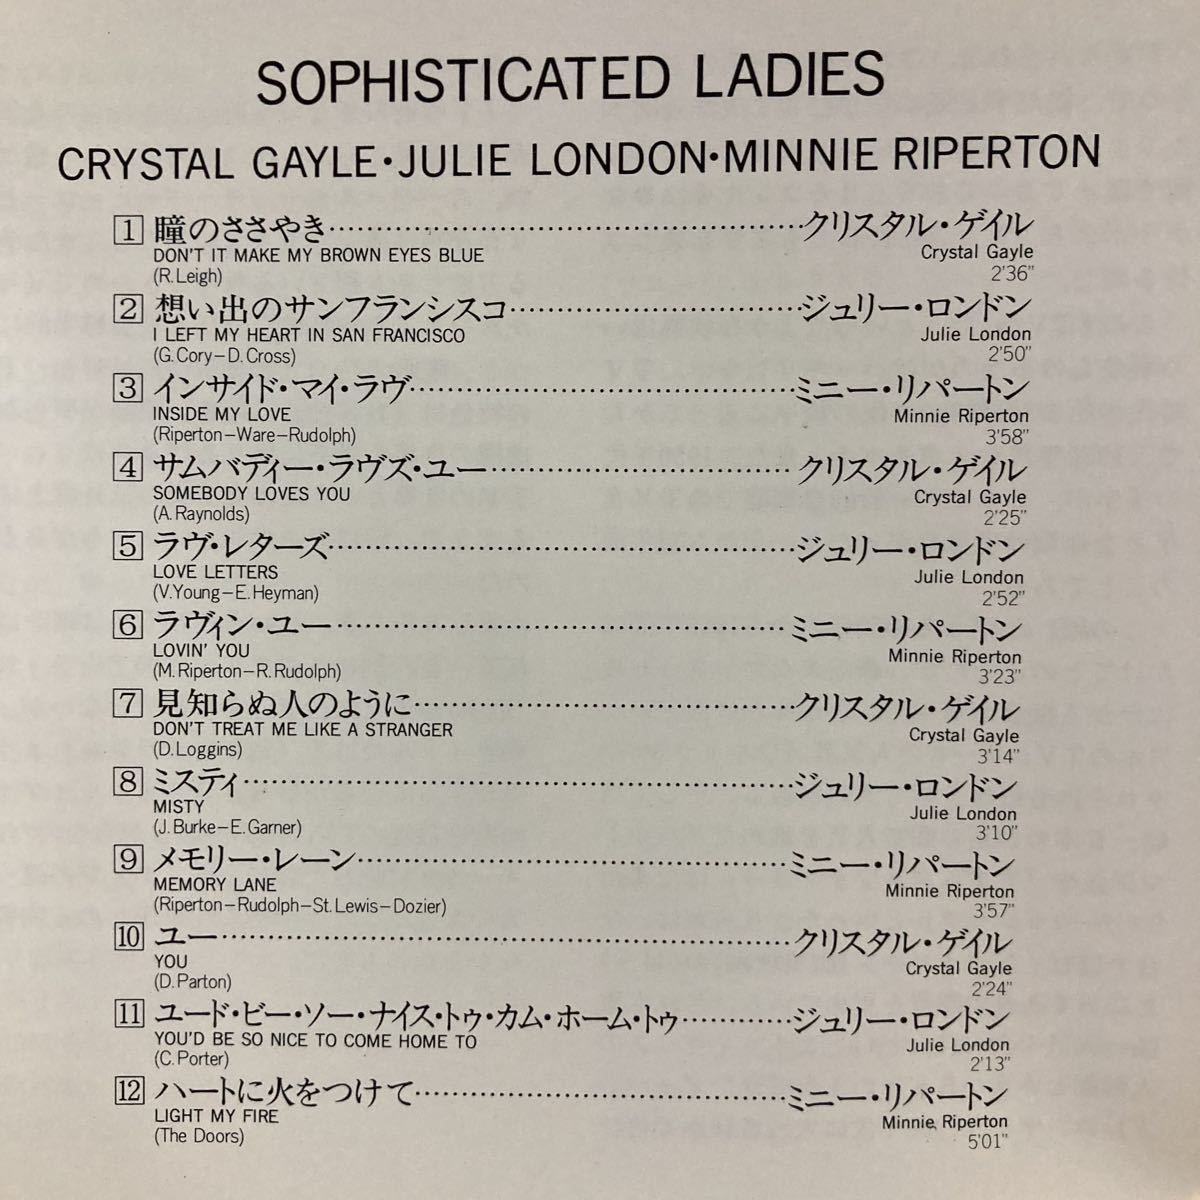 SOPHISTICATED LADIES
CRYSTAL GAYLE・JULIE LONDON・MINNIE RIPERTON
1 瞳のささやき……クリスタル・ゲイル
DON'T IT MAKE MY BROWN EYES BLUE Crystal Gayle
(R.Leigh) 2'36"
2 想い出のサンフランシスコ……ジュリー・ロンドン
I LEFT MY HEART IN SAN FRANCISCO Julie London
(G.Cory–D.Cross) 2'50"
3 インサイド・マイ・ラヴ……ミニー・リパートン
INSIDE MY LOVE Minnie Riperton
(Riperton–Ware–Rudolph) 3'58"
4 サムバディー・ラヴズ・ユー……クリスタル・ゲイル
SOMEBODY LOVES YOU Crystal Gayle
(A.Raynolds) 2'25"
5 ラヴ・レターズ……ジュリー・ロンドン
LOVE LETTERS Julie London
(V.Young–E.Heyman) 2'52"
6 ラヴィン・ユー……ミニー・リパートン
LOVIN' YOU Minnie Riperton
(M.Riperton–R.Rudolph) 3'23"
7 見知らぬ人のように……クリスタル・ゲイル
DON'T TREAT ME LIKE A STRANGER Crystal Gayle
(D.Loggins) 3'14"
8 ミスティ……ジュリー・ロンドン
MISTY Julie London
(J.Burke–E.Garner) 3'10"
9 メモリー・レーン……ミニー・リパートン
MEMORY LANE Minnie Riperton
(Riperton–Rudolph–St.Lewis–Dozier) 3'57"
10 ユー……クリスタル・ゲイル
YOU Crystal Gayle
(D.Parton) 2'24"
11 ユード・ビー・ソー・ナイス・トゥ・カム・ホーム・トゥ……ジュリー・ロンドン
YOU'D BE SO NICE TO COME HOME TO Julie London
(C.Porter) 2'13"
12 ハートに火をつけて……ミニー・リパートン
LIGHT MY FIRE Minnie Riperton
(The Doors) 5'01"